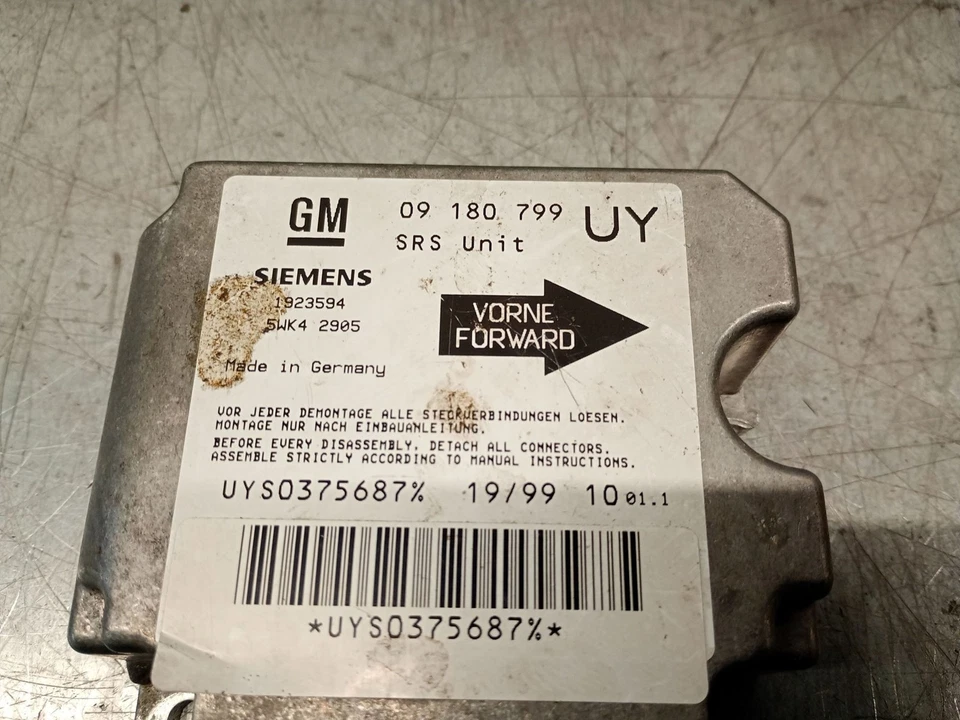 GM 09 180 799 UY
SRS Unit
SIEMENS
1923594
5WK4 2905
VORNE
FORWARD
Made in Germany
VOR JEDER DEMONTAGE ALLE STECKVERBINDUNGEN LOESEN.
MONTAGE NUR NACH EINBAUANLEITUNG.
BEFORE EVERY DISASSEMBLY, DETACH ALL CONNECTORS.
ASSEMBLE STRICTLY ACCORDING TO MANUAL INSTRUCTIONS.
UYS0375687% 19/99 10 01.1
*UYS0375687%*